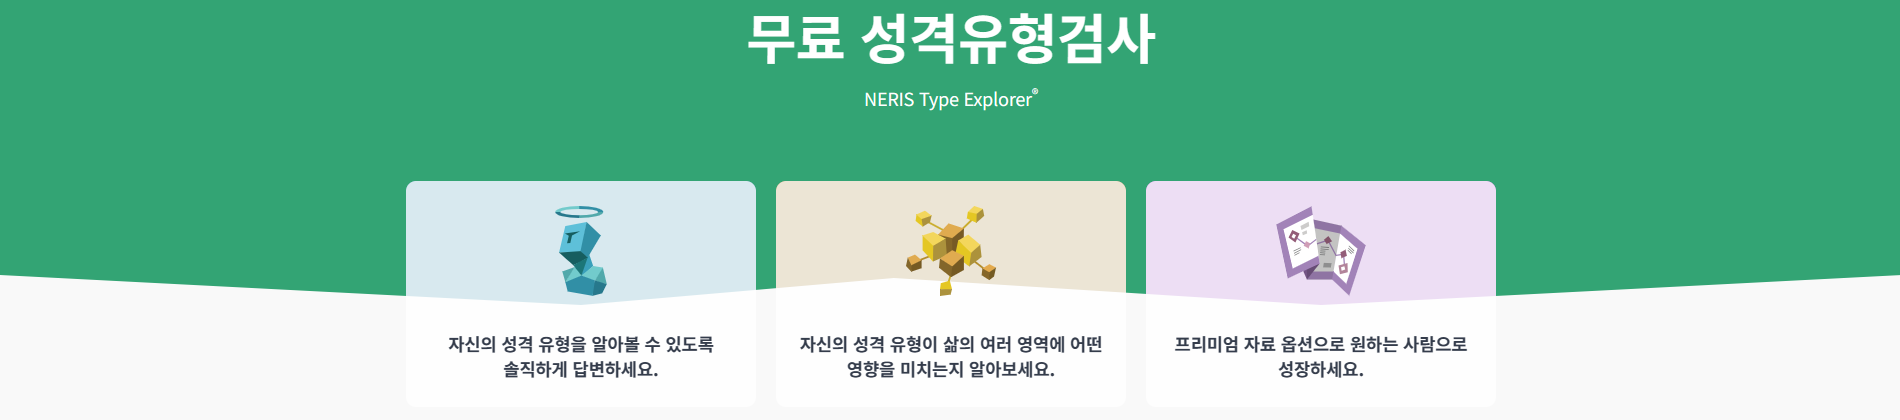 무료 성격유형검사
NERIS Type Explorer®
T
자신의 성격 유형을 알아볼 수 있도록
솔직하게 답변하세요.
자신의 성격 유형이 삶의 여러 영역에 어떤
영향을 미치는지 알아보세요.
프리미엄 자료 옵션으로 원하는 사람으로
성장하세요.